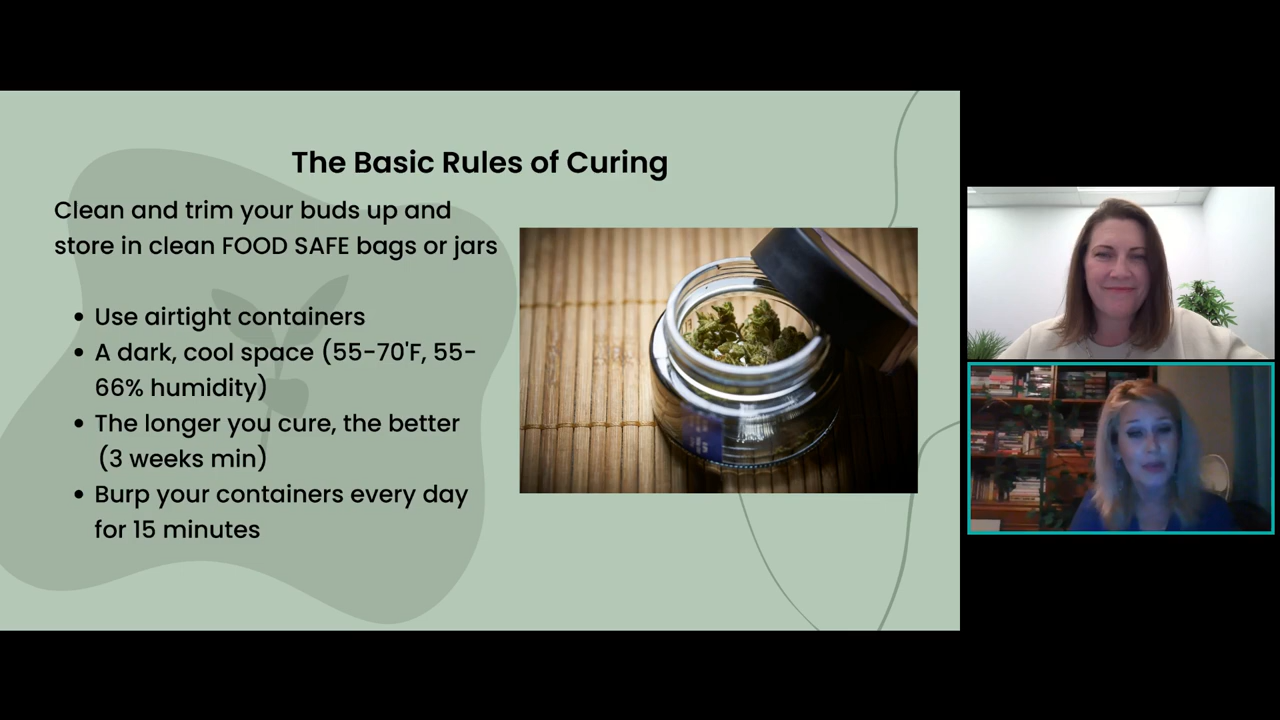 The Basic Rules of Curing
Clean and trim your buds up and
store in clean FOOD SAFE bags or jars
• Use airtight containers
• A dark, cool space (55-70'F, 55-
66% humidity)
• The longer you cure, the better
(3 weeks min)
• Burp your containers every day
for 15 minutes